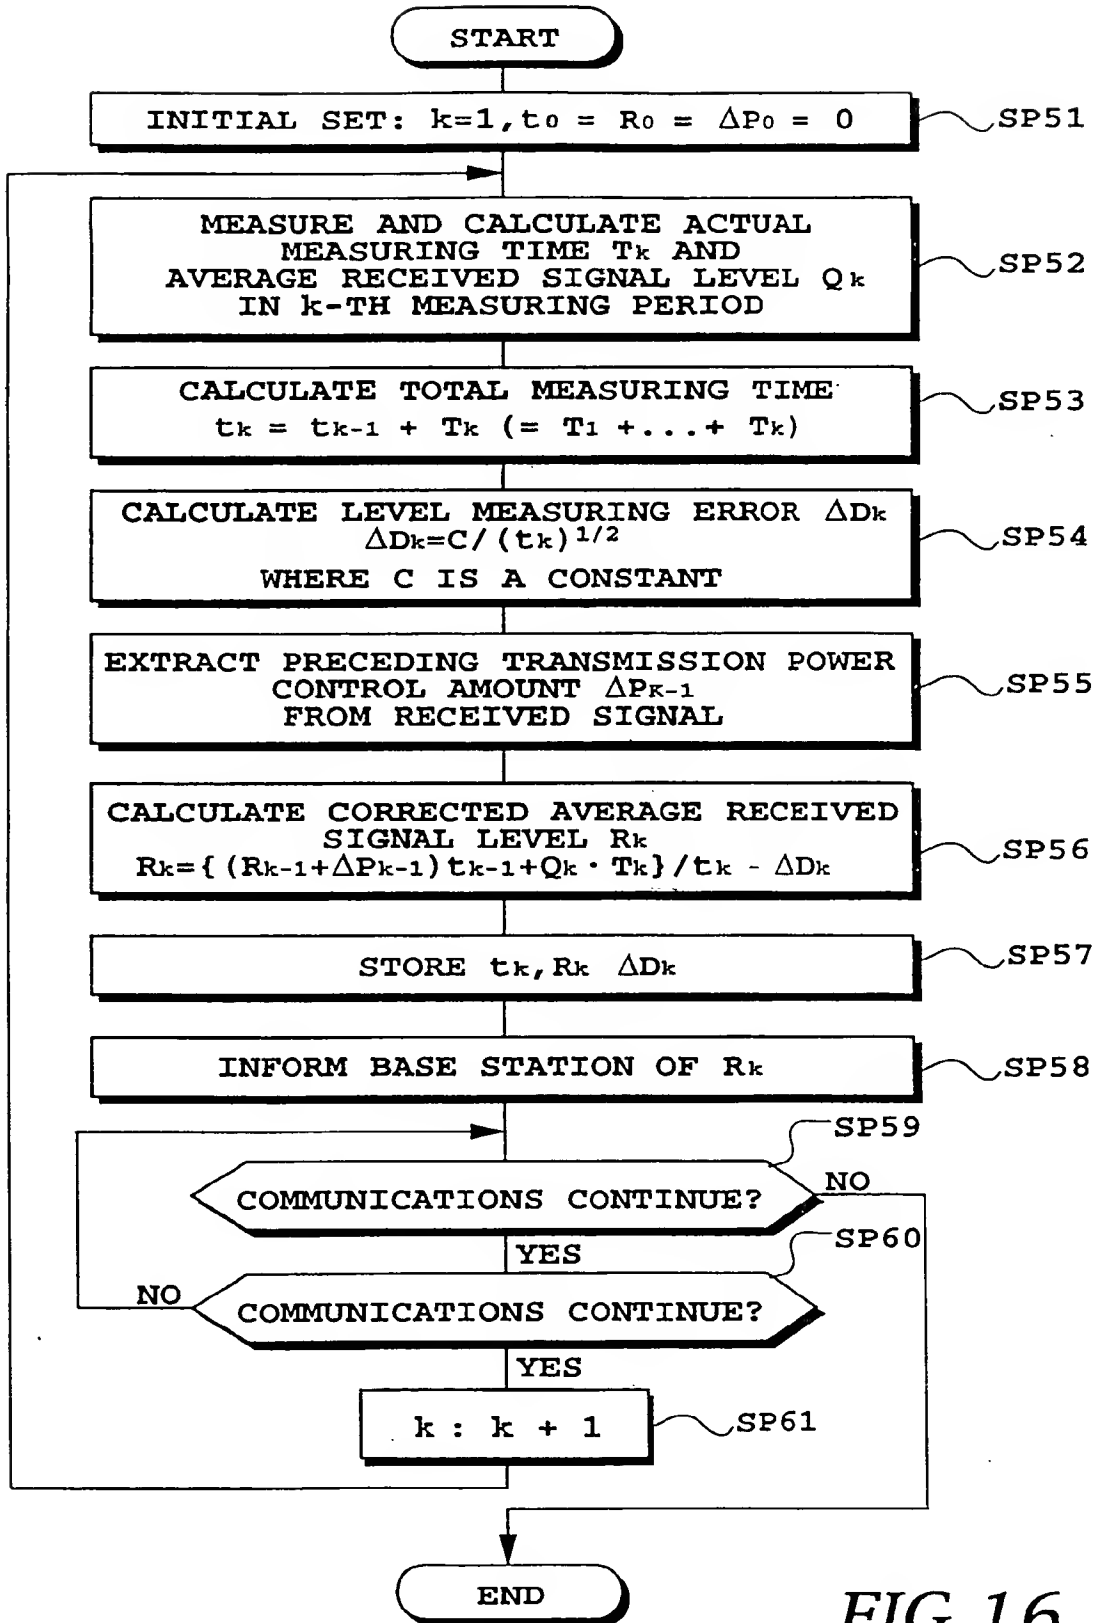 START
INITIAL SET: k=1, t0 = R0 = ΔP0 = 0
SP51
MEASURE AND CALCULATE ACTUAL
MEASURING TIME Tk AND
AVERAGE RECEIVED SIGNAL LEVEL Qk
IN k-TH MEASURING PERIOD
SP52
CALCULATE TOTAL MEASURING TIME
tk = tk-1 + Tk (= T1 +...+ Tk)
SP53
CALCULATE LEVEL MEASURING ERROR ΔDk
ΔDk=C/(tk)1/2
WHERE C IS A CONSTANT
SP54
EXTRACT PRECEDING TRANSMISSION POWER
CONTROL AMOUNT ΔPK-1
FROM RECEIVED SIGNAL
SP55
CALCULATE CORRECTED AVERAGE RECEIVED
SIGNAL LEVEL Rk
Rk={(Rk-1+ΔPk-1)tk-1+Qk·Tk}/tk - ΔDk
SP56
STORE tk, Rk ΔDk
SP57
INFORM BASE STATION OF Rk
SP58
SP59
COMMUNICATIONS CONTINUE?
NO
YES
SP60
NO
COMMUNICATIONS CONTINUE?
YES
k : k + 1
SP61
END
FIG.16